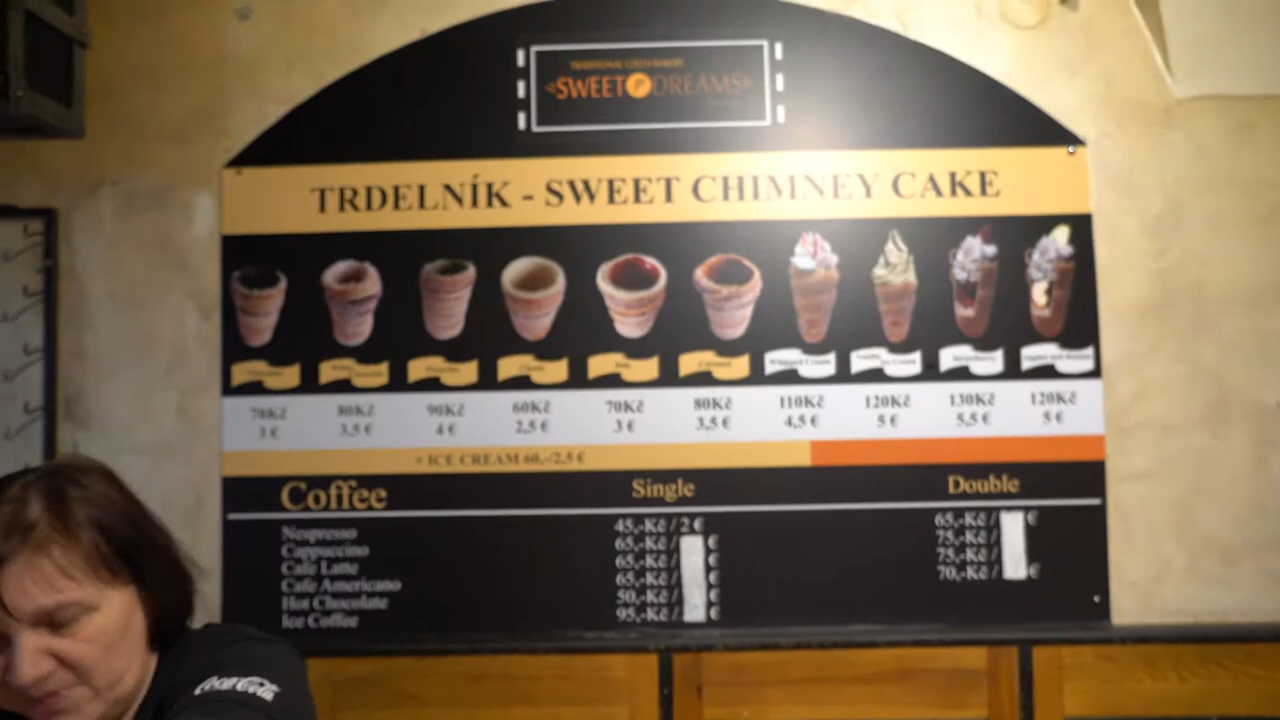 TRADITIONAL CZECH BAKERY
SWEET DREAMS
TRDELNÍK - SWEET CHIMNEY CAKE
Whipped Cream
70Kč 80Kč 90Kč 60Kč 70Kč 80Kč 110Kč 120Kč 130Kč 120Kč
3 € 3,5 € 4 € 2,5 € 3 € 3,5 € 4,5 € 5 € 5,5 € 5 €
+ ICE CREAM 60,-/2,5 €
Coffee Single Double
Nespresso 45,-Kč / 2 € 65,-Kč / €
Cappuccino 65,-Kč / € 75,-Kč /
Cafe Latte 65,-Kč / € 75,-Kč /
Cafe Americano 65,-Kč / € 70,-Kč / €
Hot Chocolate 50,-Kč / €
Ice Coffee 95,-Kč / €
Coca-Cola